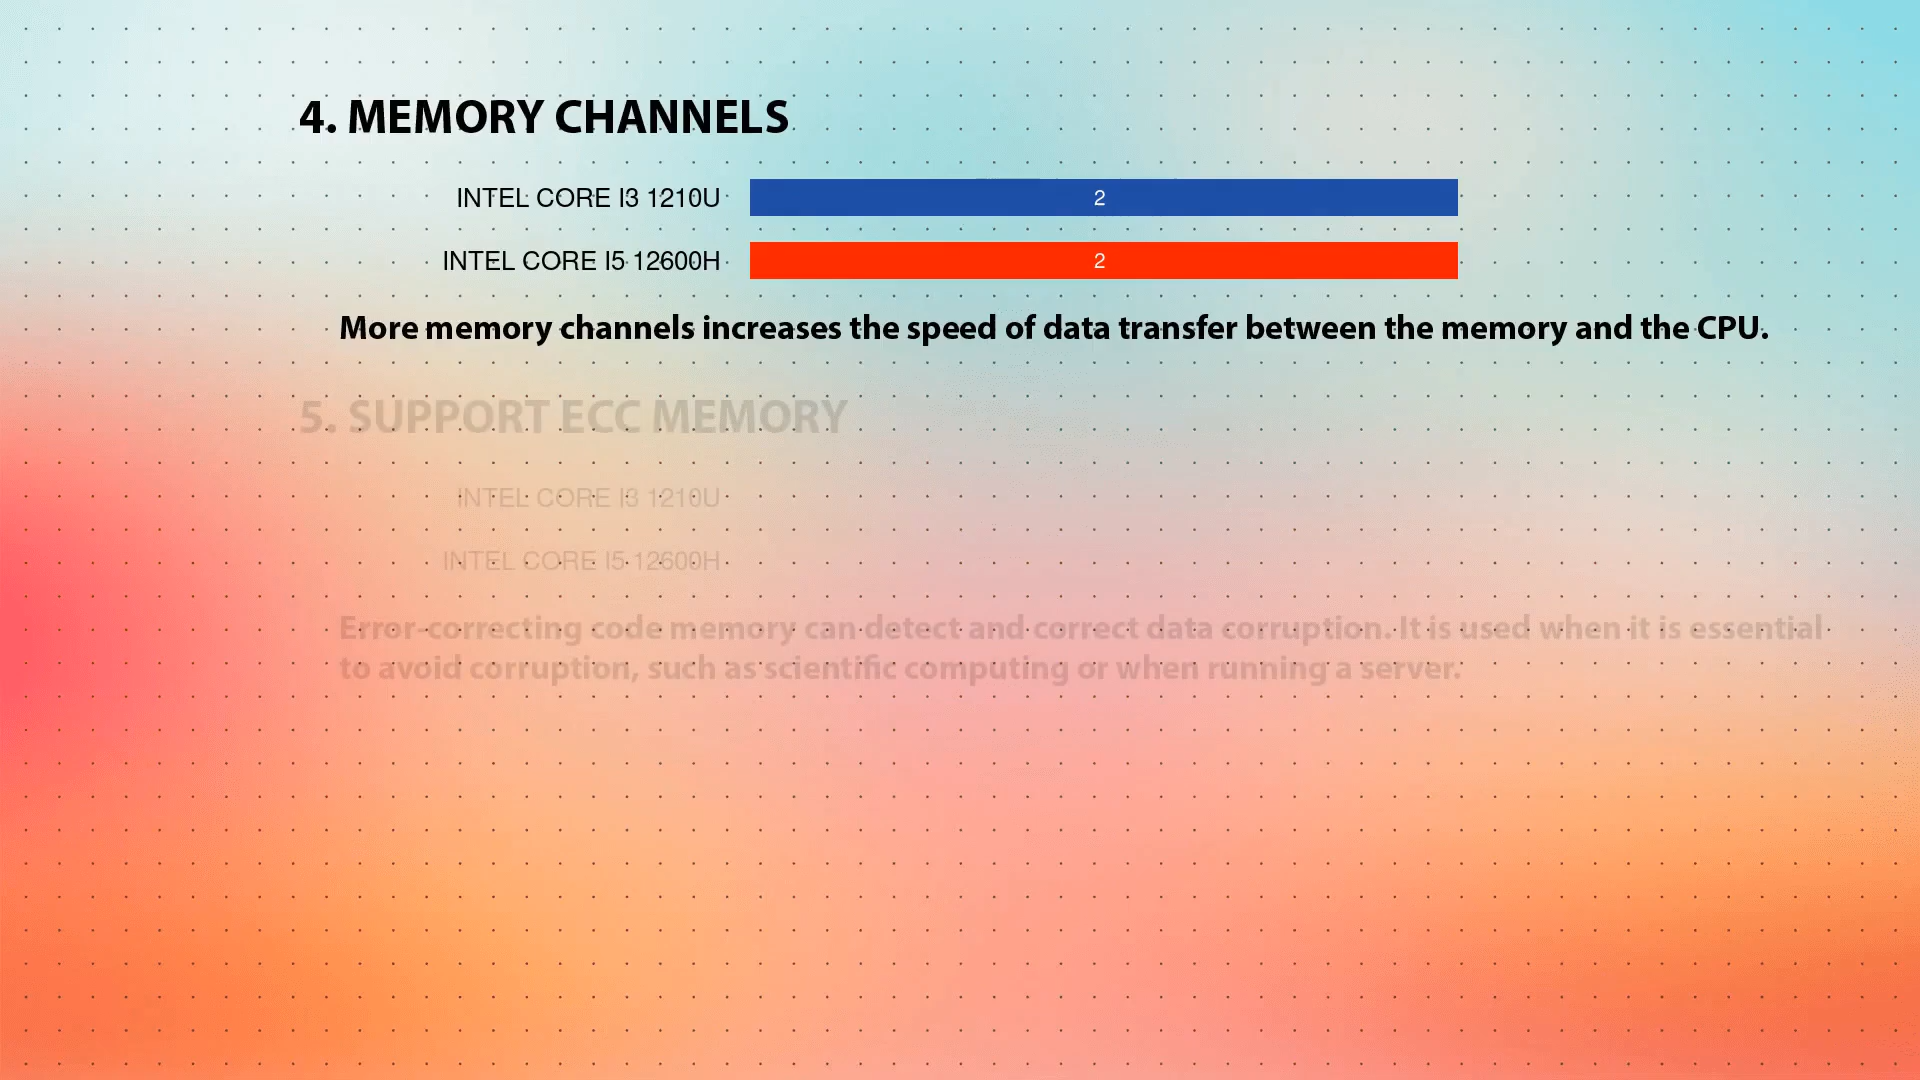 4. MEMORY CHANNELS
INTEL CORE I3 1210U
2
INTEL CORE I5 12600H
2
More memory channels increases the speed of data transfer between the memory and the CPU.
5. SUPPORT ECC MEMORY
INTEL CORE I3 1210U
INTEL CORE I5 12600H
Error-correcting code memory can detect and correct data corruption. It is used when it is essential
to avoid corruption, such as scientific computing or when running a server.